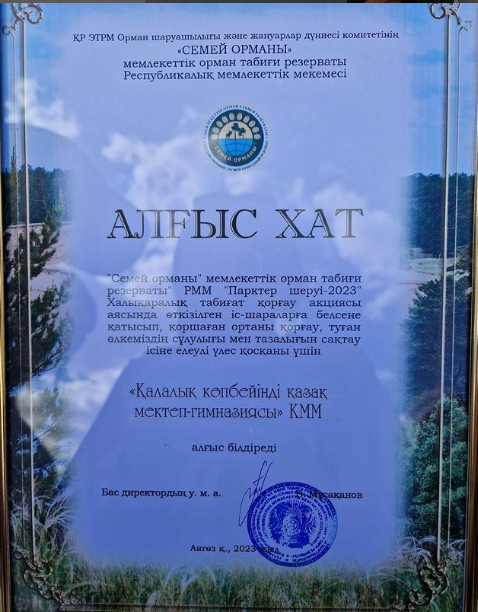 ҚР ЭТРМ Орман шаруашылығы және жануарлар дүниесі комитетінің
«СЕМЕЙ ОРМАНЫ»
мемлекеттік орман табиғи резерваты
Республикалық мемлекеттік мекемесі
СЕМЕЙ ОРМАНЫ
АЛҒЫС ХАТ
"Семей орманы" мемлекеттік орман табиғи
резерваты" РММ "Парктер шеруі-2023"
Халықаралық табиғат қорғау акциясы
аясында өткізілген іс-шараларға белсене
қатысып, қоршаған ортаны қорғау, туған
өлкеміздің сұлулығы мен тазалығын сақтау
ісіне елеулі үлес қосқаны үшін
«Қалалық көпбейінді қазақ
мектеп-гимназиясы» КММ
алғыс білдіреді
Бас директордың у. м. а.
Мұсақанов
Аягөз қ., 2023 жыл